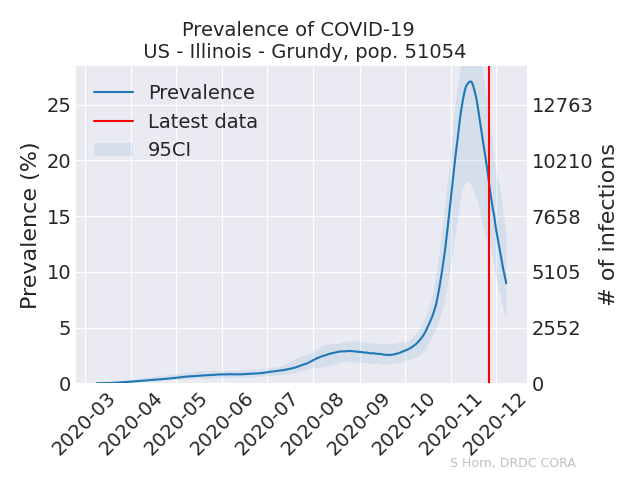 Prevalence of COVID-19
US - Illinois - Grundy, pop. 51054
Prevalence
Latest data
95CI
Prevalence (%)
25
20
15
10
5
0
12763
10210
7658
5105
2552
0
# of infections
2020-03
2020-04
2020-05
2020-06
2020-07
2020-08
2020-09
2020-10
2020-11
2020-12
S Horn, DRDC CORA